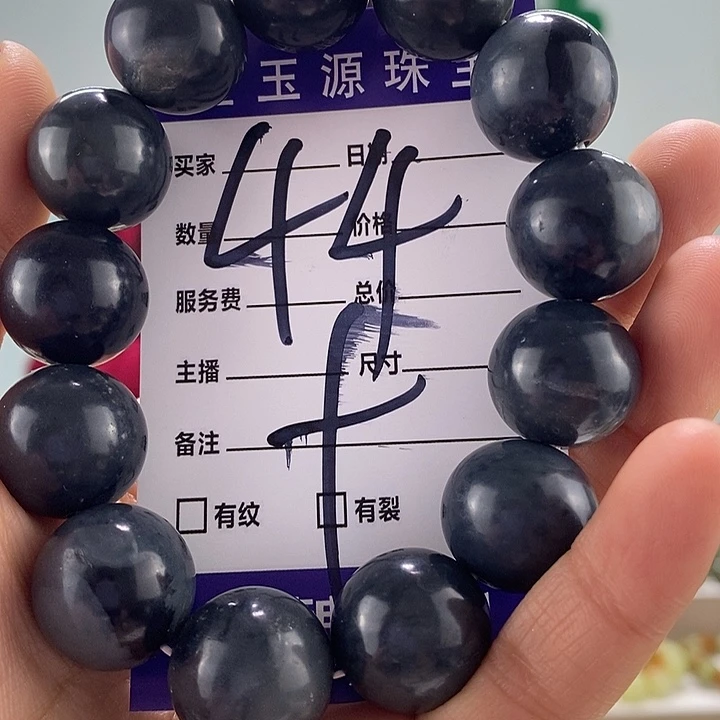 玉源珠
买家 日期
数量 价格
服务费 总价
主播 尺寸
备注
有纹 有裂
44
f